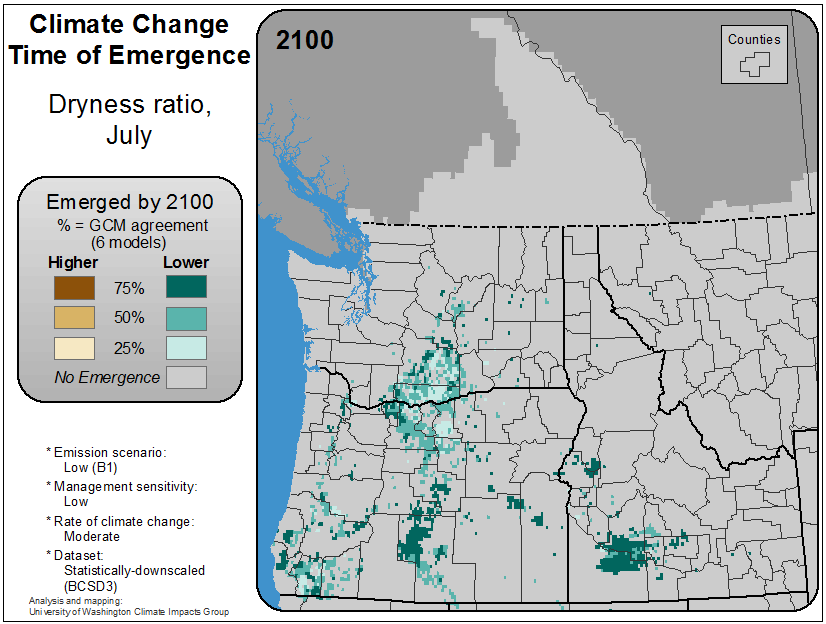 Climate Change
Time of Emergence
Dryness ratio,
July
Emerged by 2100
% = GCM agreement
(6 models)
Higher Lower
75%
50%
25%
No Emergence
* Emission scenario:
Low (B1)
* Management sensitivity:
Low
* Rate of climate change:
Moderate
* Dataset:
Statistically-downscaled
(BCSD3)
Analysis and mapping:
University of Washington Climate Impacts Group
2100
Counties